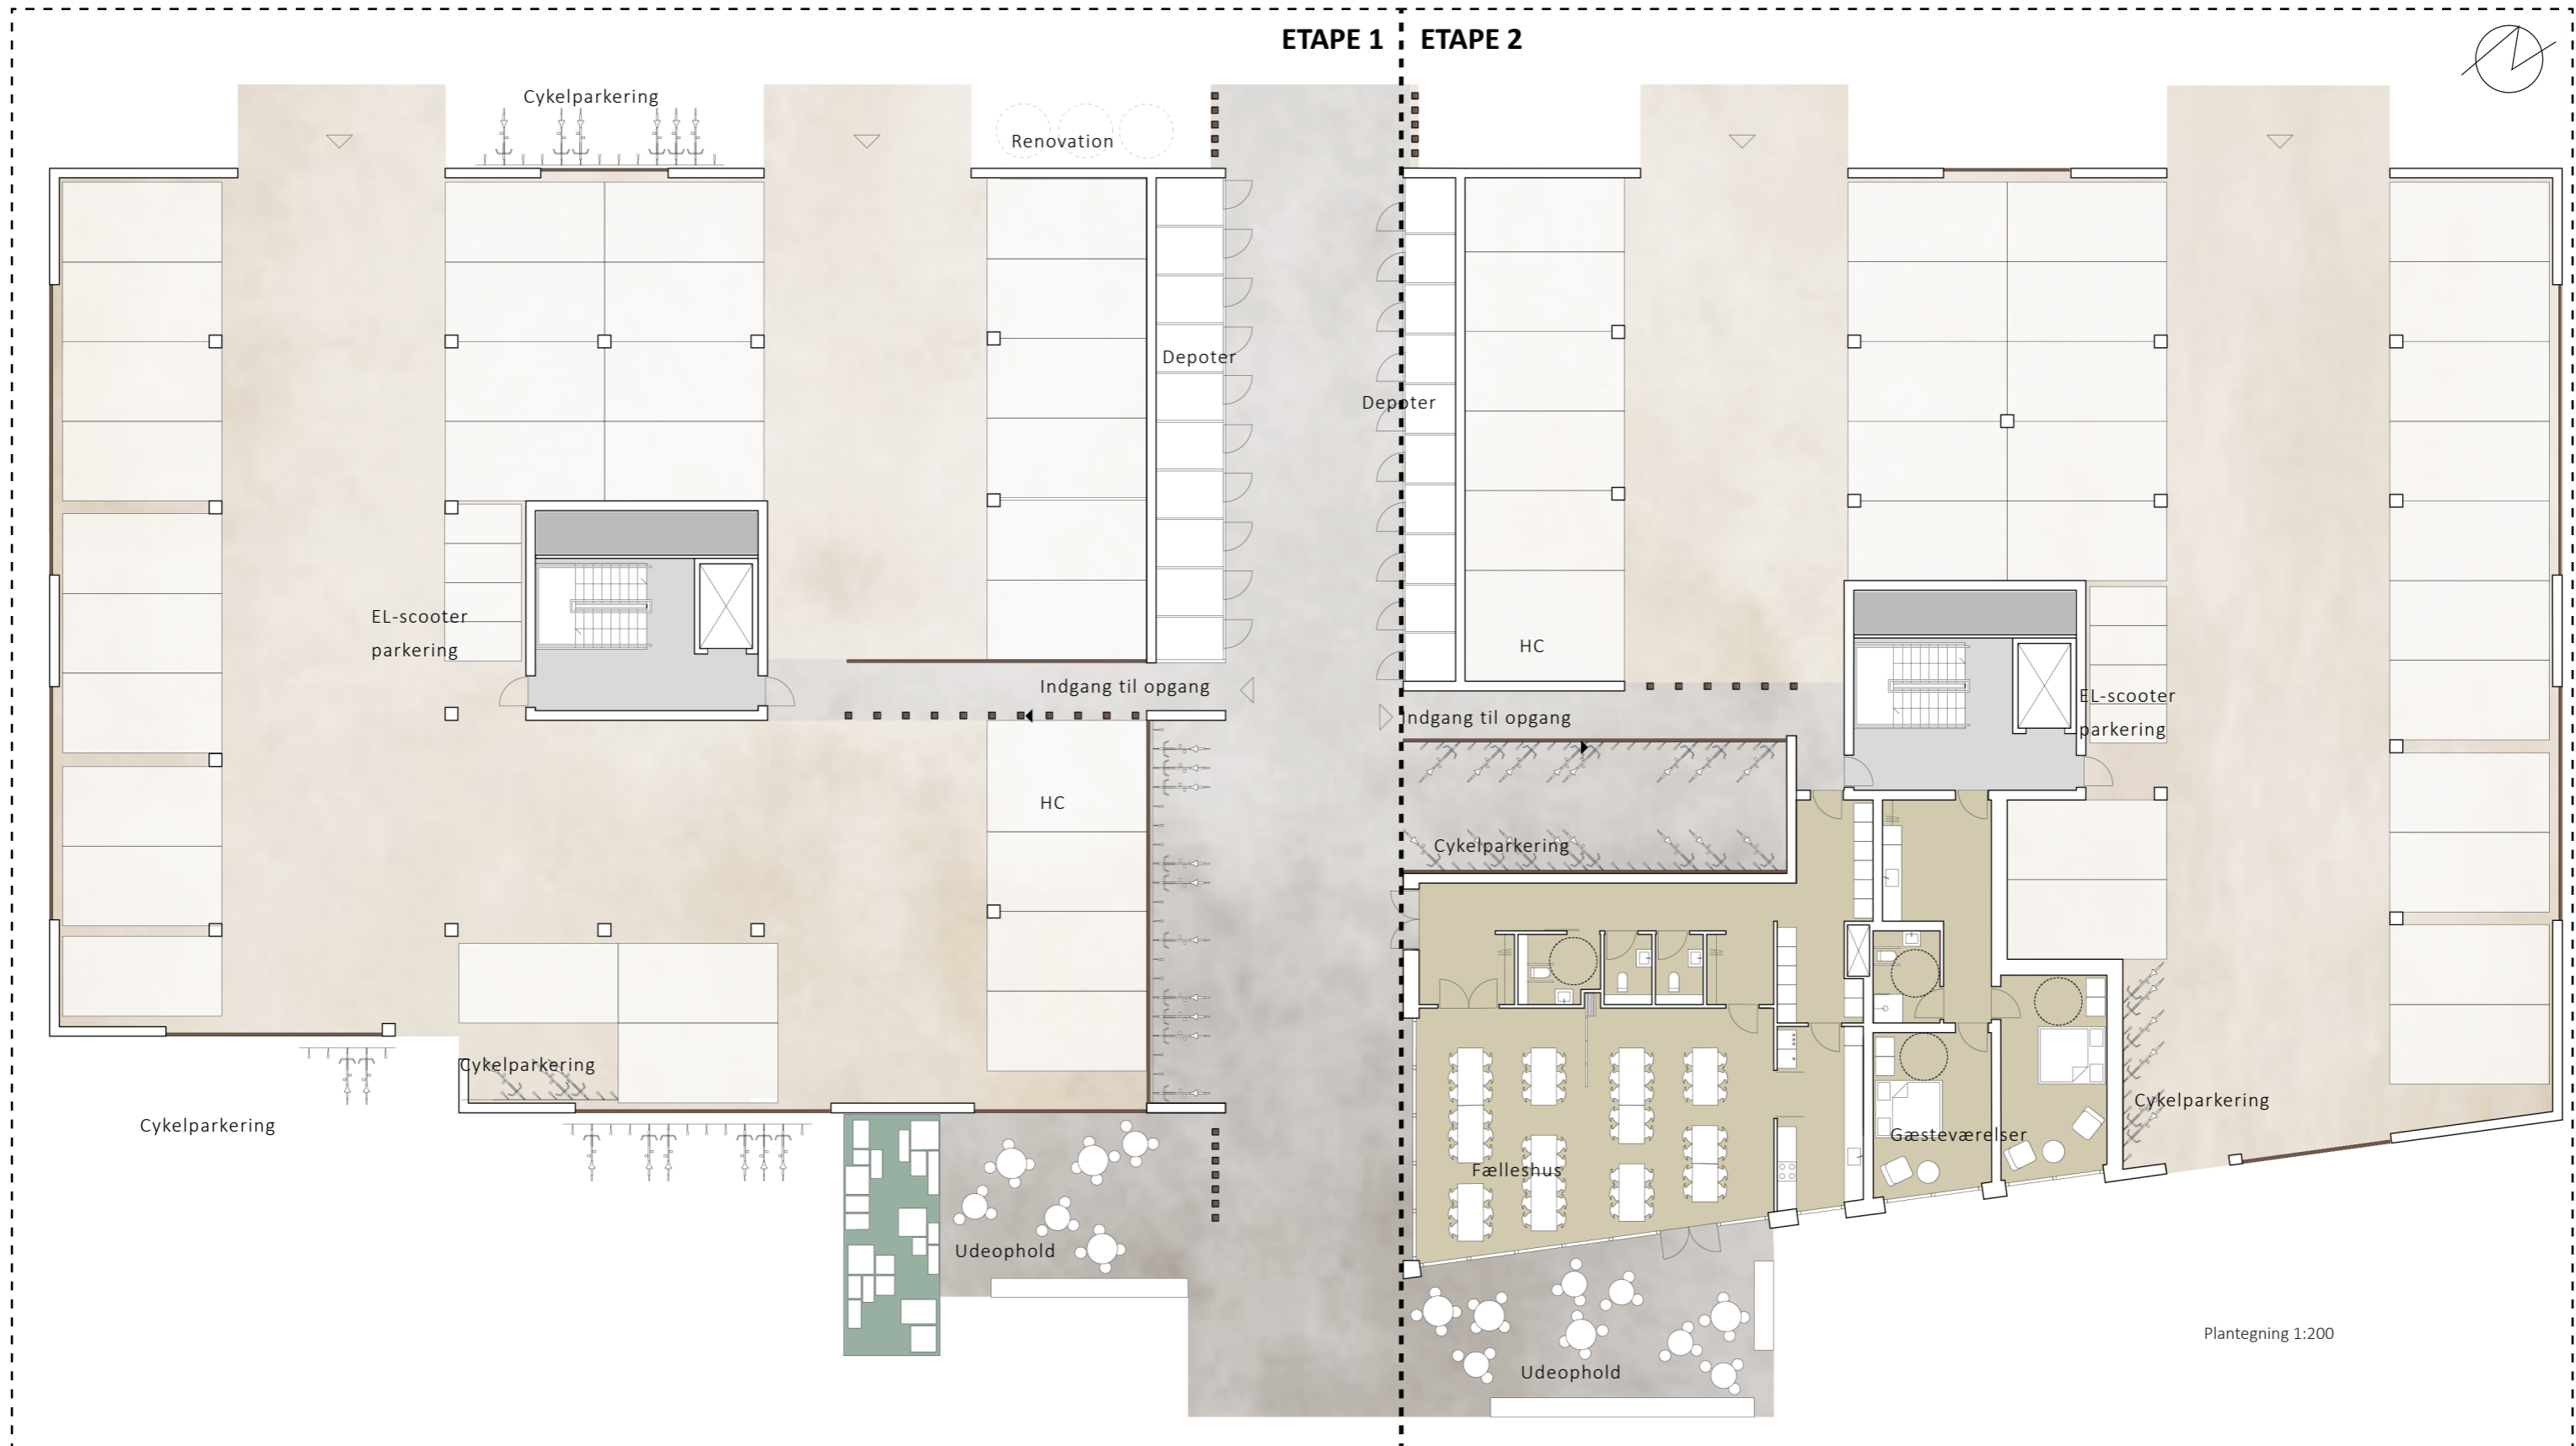 ETAPE 1
ETAPE 2
Cykelparkering
Renovation
Depoter
Depoter
EL-scooter
parkering
HC
Indgang til opgang
EL-scooter
parkering
Indgang til opgang
HC
Cykelparkering
Cykelparkering
Cykelparkering
Cykelparkering
Gæsteværelser
Fælleshus
Udeophold
Plantegning 1:200
Udeophold